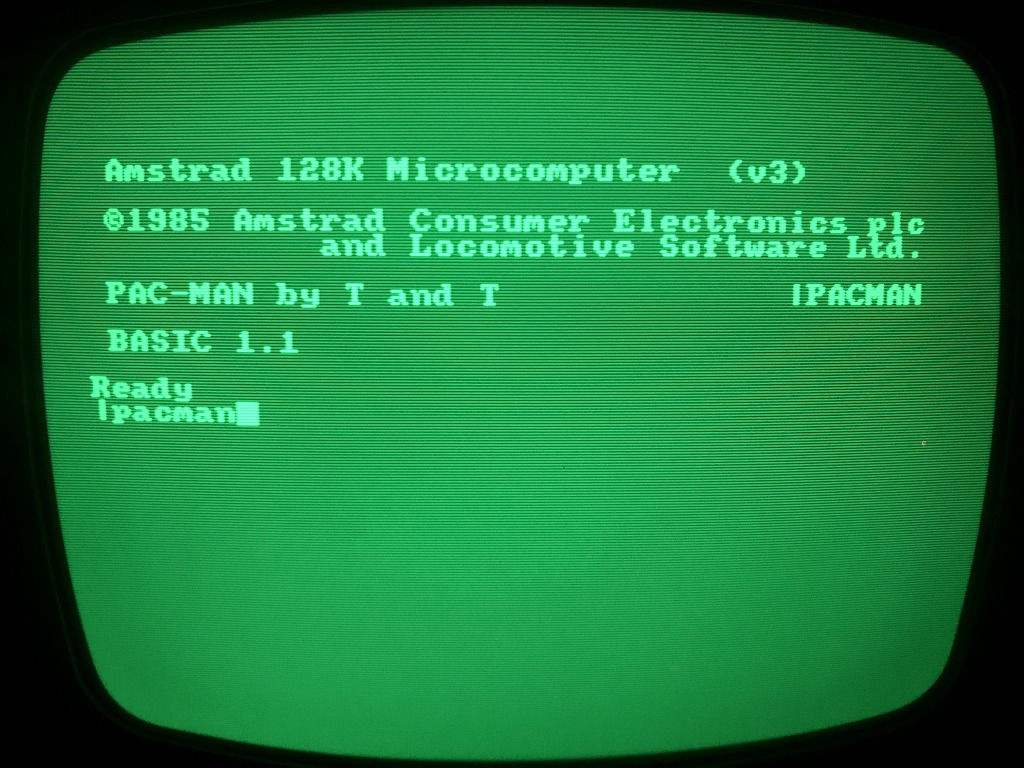 Amstrad 128K Microcomputer (v3)
©1985 Amstrad Consumer Electronics plc
and Locomotive Software Ltd.
PAC-MAN by T and T |PACMAN
BASIC 1.1
Ready
|pacman